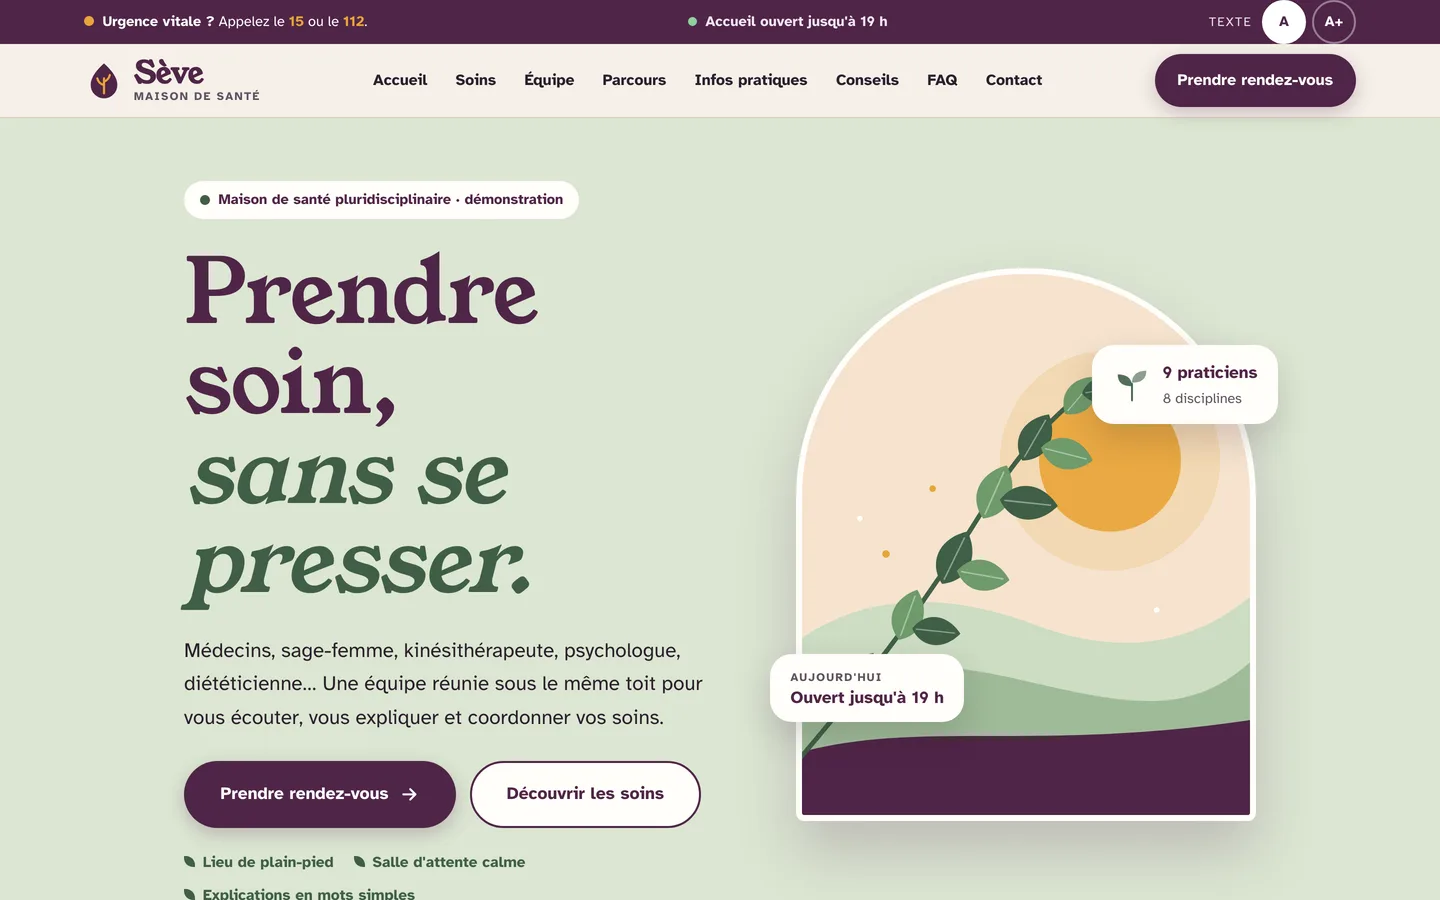 Urgence vitale ? Appelez le 15 ou le 112.
Accueil ouvert jusqu'à 19 h
TEXTE A A+
Sève
MAISON DE SANTÉ
Accueil Soins Équipe Parcours Infos pratiques Conseils FAQ Contact
Prendre rendez-vous
Maison de santé pluridisciplinaire · démonstration
Prendre
soin,
sans se
presser.
Médecins, sage-femme, kinésithérapeute, psychologue,
diététicienne… Une équipe réunie sous le même toit pour
vous écouter, vous expliquer et coordonner vos soins.
Prendre rendez-vous →
Découvrir les soins
Lieu de plain-pied
Salle d'attente calme
Explications en mots simples
9 praticiens
8 disciplines
AUJOURD'HUI
Ouvert jusqu'à 19 h